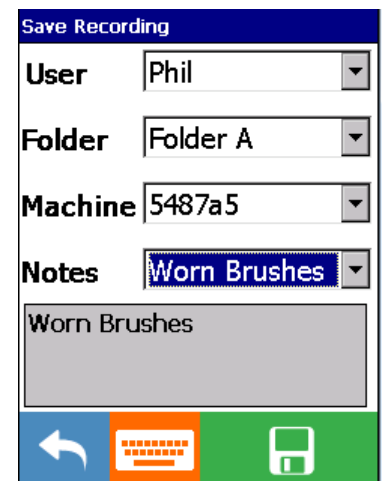 Save Recording
User Phil
Folder Folder A
Machine 5487a5
Notes Worn Brushes
Worn Brushes